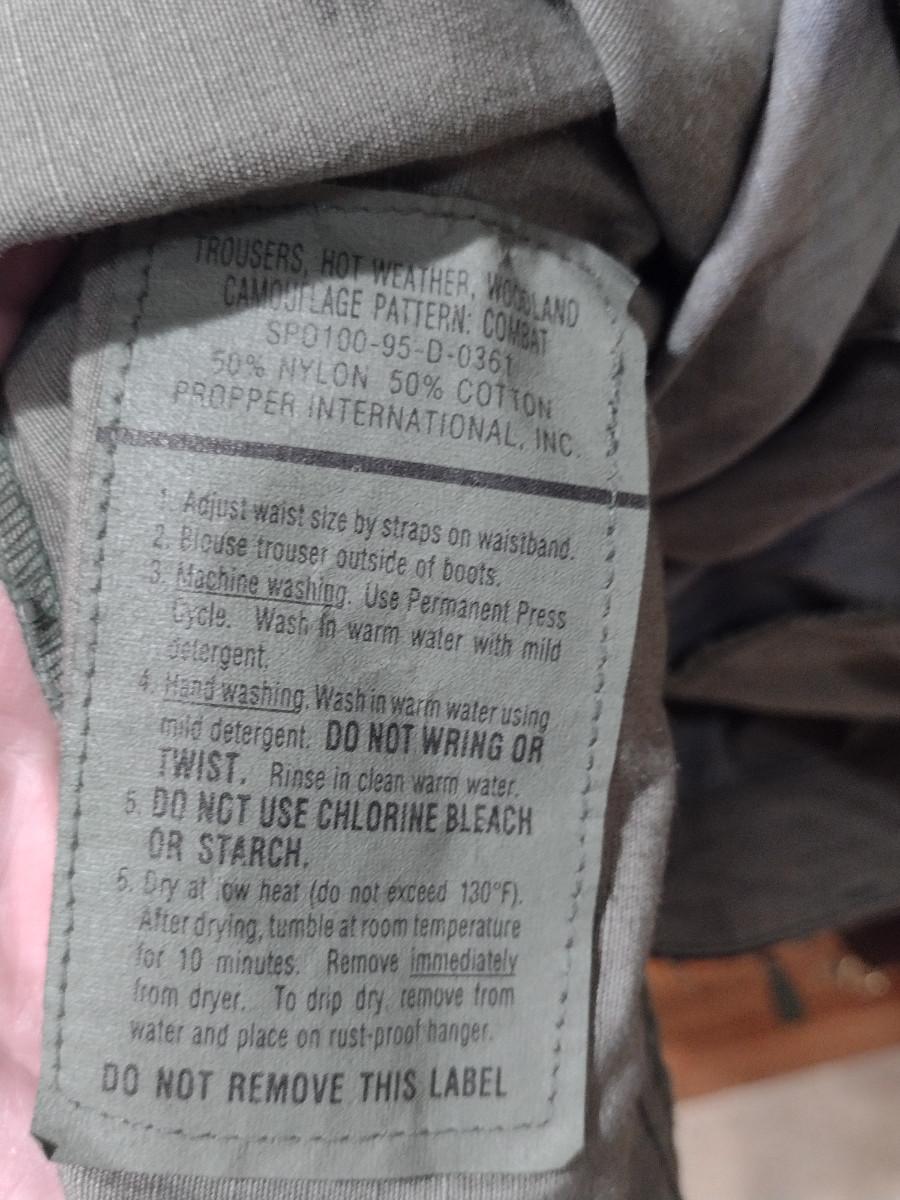 TROUSERS, HOT WEATHER, WOODLAND
CAMOUFLAGE PATTERN: COMBAT
SPO100-95-D-0361
50% NYLON 50% COTTON
PROPPER INTERNATIONAL, INC.
1. Adjust waist size by straps on waistband.
2. Blouse trouser outside of boots.
3. Machine washing. Use Permanent Press
Cycle. Wash in warm water with mild
detergent.
4. Hand washing. Wash in warm water using
mild detergent. DO NOT WRING OR
TWIST. Rinse in clean warm water.
5. DO NOT USE CHLORINE BLEACH
OR STARCH.
6. Dry at low heat (do not exceed 130°F).
After drying, tumble at room temperature
for 10 minutes. Remove immediately
from dryer. To drip dry, remove from
water and place on rust-proof hanger.
DO NOT REMOVE THIS LABEL